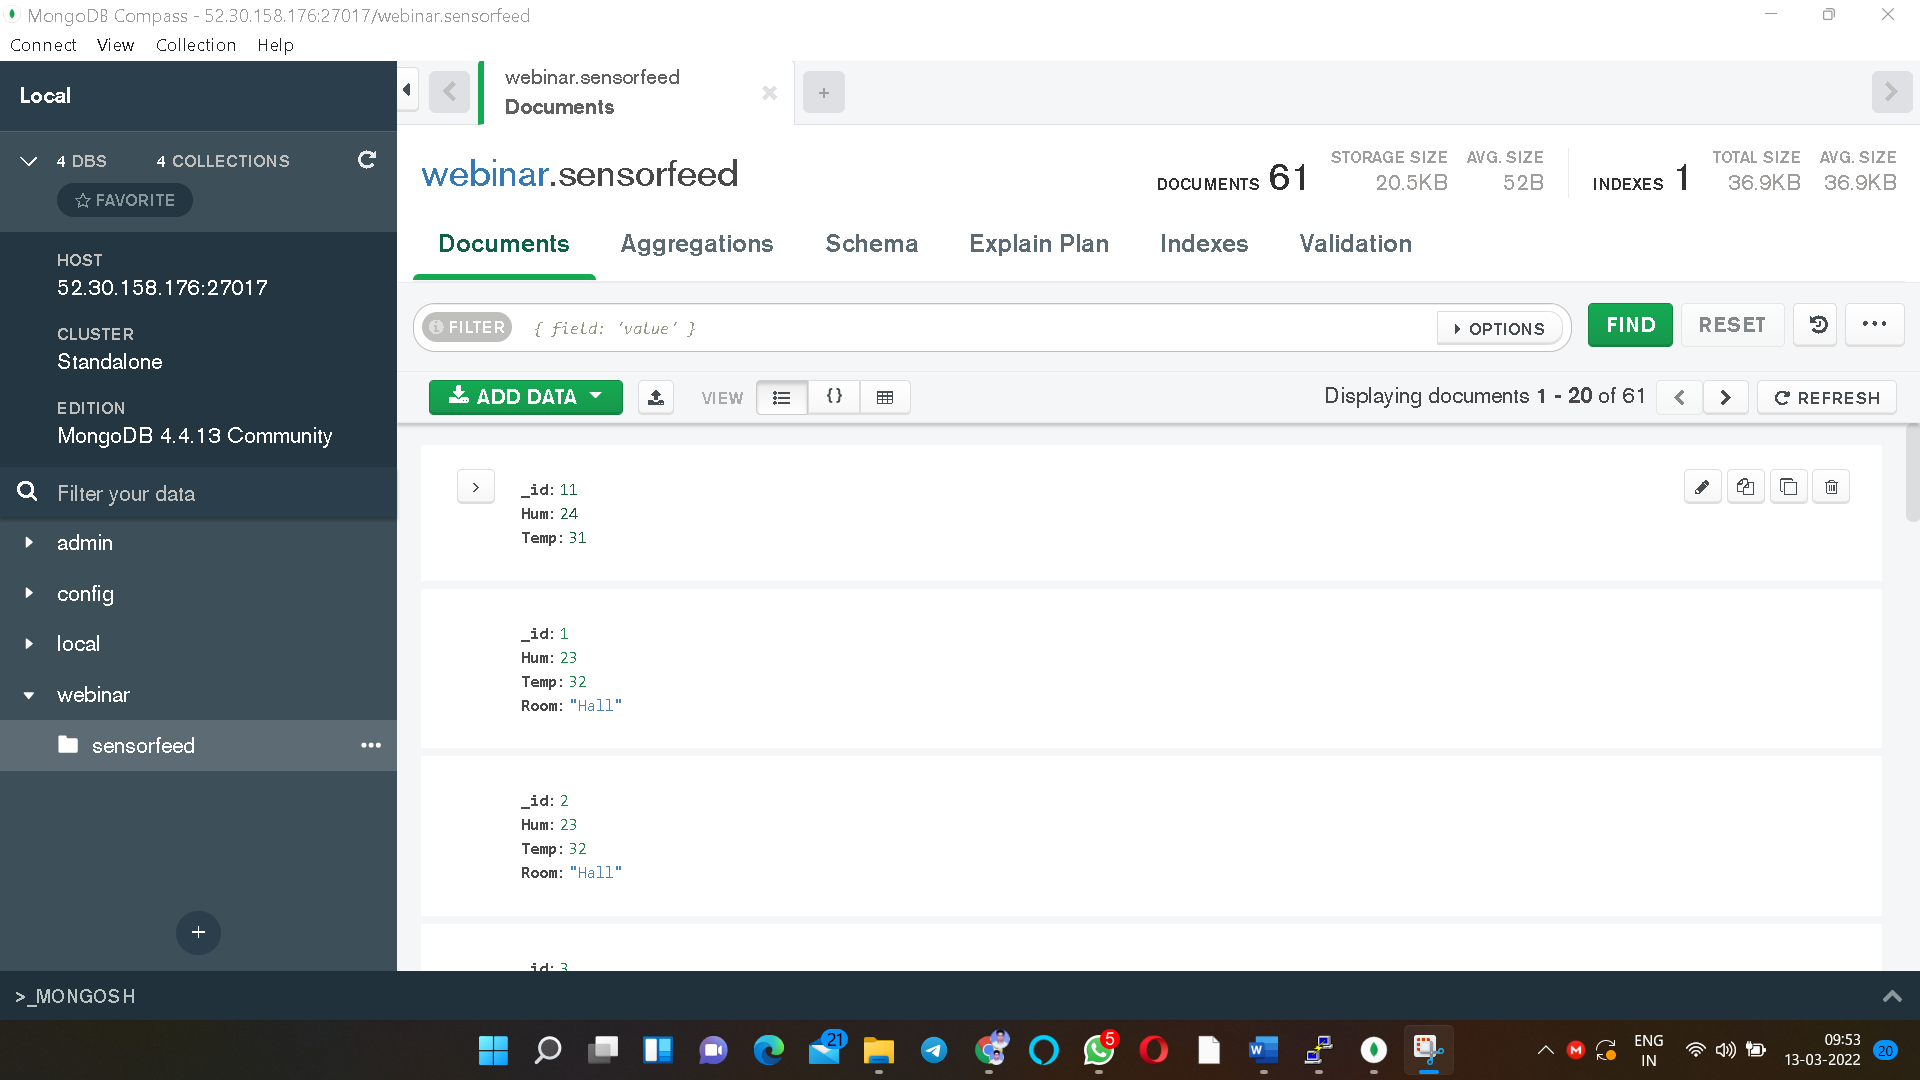 MongoDB Compass - 52.30.158.176:27017/webinar.sensorfeed
Connect View Collection Help
Local
4 DBS 4 COLLECTIONS
FAVORITE
HOST
52.30.158.176:27017
CLUSTER
Standalone
EDITION
MongoDB 4.4.13 Community
Filter your data
admin
config
local
webinar
sensorfeed
webinar.sensorfeed
Documents
webinar.sensorfeed
DOCUMENTS 61
STORAGE SIZE
20.5KB
AVG. SIZE
52B
INDEXES 1
TOTAL SIZE
36.9KB
AVG. SIZE
36.9KB
Documents Aggregations Schema Explain Plan Indexes Validation
FILTER { field: 'value' } OPTIONS FIND RESET
ADD DATA VIEW { } Displaying documents 1 - 20 of 61 REFRESH
_id: 11
Hum: 24
Temp: 31
_id: 1
Hum: 23
Temp: 32
Room: "Hall"
_id: 2
Hum: 23
Temp: 32
Room: "Hall"
_id: 3
>_MONGOSH
21
5
W
M
ENG
IN
09:53
13-03-2022
20